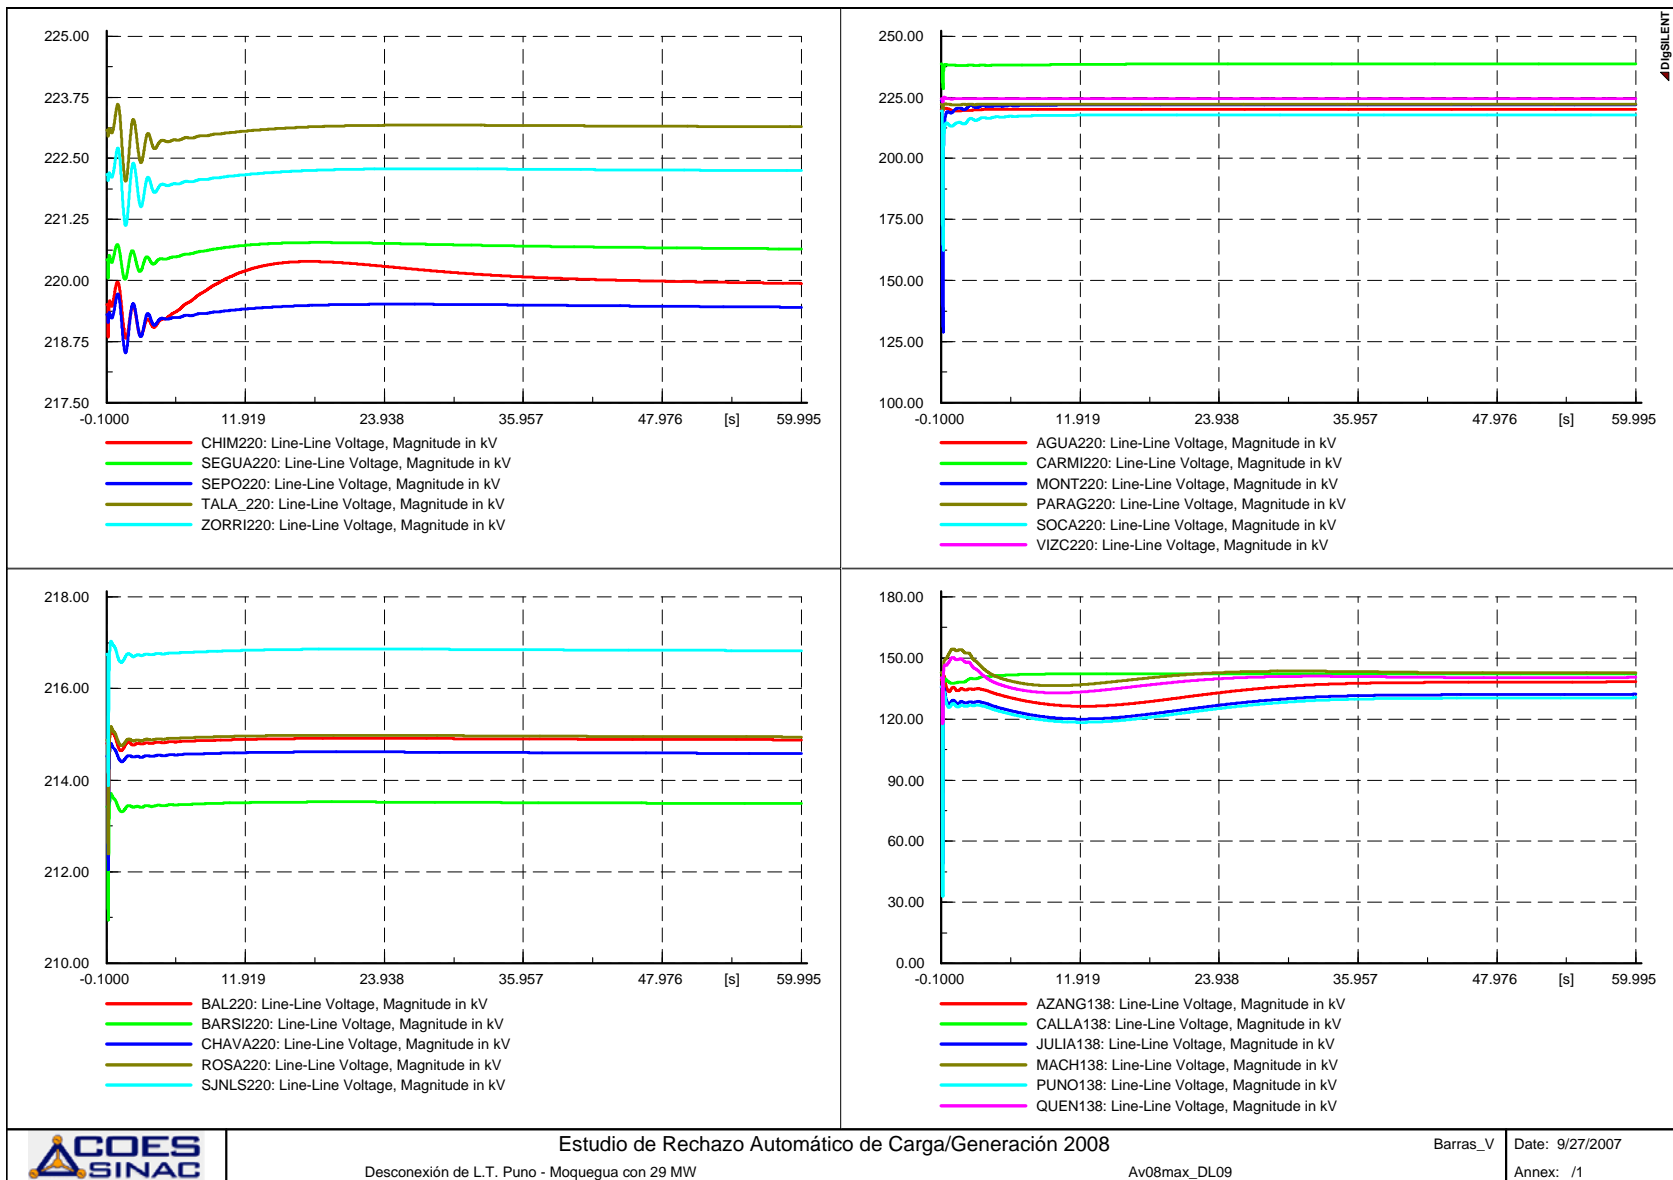 225.00
223.75
222.50
221.25
220.00
218.75
217.50
-0.1000 11.919 23.938 35.957 47.976 [s] 59.995
CHIM220: Line-Line Voltage, Magnitude in kV
SEGUA220: Line-Line Voltage, Magnitude in kV
SEPO220: Line-Line Voltage, Magnitude in kV
TALA_220: Line-Line Voltage, Magnitude in kV
ZORRI220: Line-Line Voltage, Magnitude in kV
250.00
225.00
200.00
175.00
150.00
125.00
100.00
-0.1000 11.919 23.938 35.957 47.976 [s] 59.995
AGUA220: Line-Line Voltage, Magnitude in kV
CARMI220: Line-Line Voltage, Magnitude in kV
MONT220: Line-Line Voltage, Magnitude in kV
PARAG220: Line-Line Voltage, Magnitude in kV
SOCA220: Line-Line Voltage, Magnitude in kV
VIZC220: Line-Line Voltage, Magnitude in kV
DIgSILENT
218.00
216.00
214.00
212.00
210.00
-0.1000 11.919 23.938 35.957 47.976 [s] 59.995
BAL220: Line-Line Voltage, Magnitude in kV
BARSI220: Line-Line Voltage, Magnitude in kV
CHAVA220: Line-Line Voltage, Magnitude in kV
ROSA220: Line-Line Voltage, Magnitude in kV
SJNLS220: Line-Line Voltage, Magnitude in kV
180.00
150.00
120.00
90.00
60.00
30.00
0.00
-0.1000 11.919 23.938 35.957 47.976 [s] 59.995
AZANG138: Line-Line Voltage, Magnitude in kV
CALLA138: Line-Line Voltage, Magnitude in kV
JULIA138: Line-Line Voltage, Magnitude in kV
MACH138: Line-Line Voltage, Magnitude in kV
PUNO138: Line-Line Voltage, Magnitude in kV
QUEN138: Line-Line Voltage, Magnitude in kV
COES
SINAC
Estudio de Rechazo Automático de Carga/Generación 2008
Desconexión de L.T. Puno - Moquegua con 29 MW
Av08max_DL09
Barras_V
Date: 9/27/2007
Annex: /1